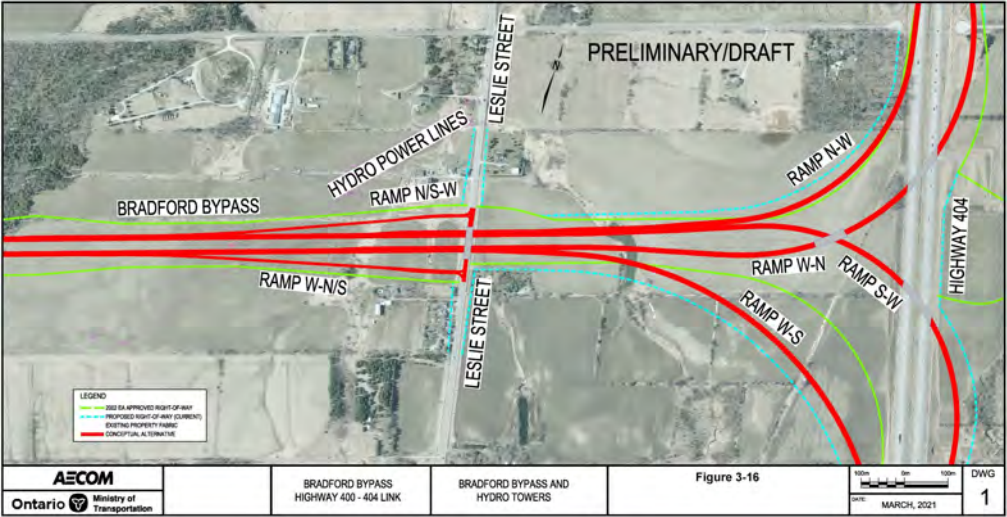 PRELIMINARY/DRAFT
LESLIE STREET
N
HYDRO POWER LINES
RAMP N/S-W
BRADFORD BYPASS
RAMP N-W
HIGHWAY 404
RAMP W-N
RAMP S-W
RAMP W-N/S
RAMP W-S
LESLIE STREET
LEGEND
2002 EA APPROVED RIGHT-OF-WAY
PROPOSED RIGHT-OF-WAY (CURRENT)
EXISTING PROPERTY FABRIC
CONCEPTUAL ALTERNATIVE
AECOM
Ontario Ministry of
Transportation
BRADFORD BYPASS
HIGHWAY 400 - 404 LINK
BRADFORD BYPASS AND
HYDRO TOWERS
Figure 3-16
100m 0m 100m
DATE:
MARCH, 2021
DWG
1